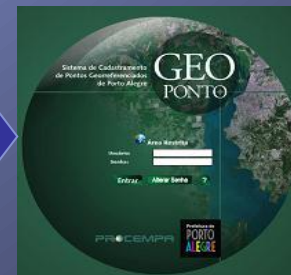 Sistema de Cadastramento
de Pontos Georreferenciados
de Porto Alegre
GEO
PONTO
Área Restrita
Usuário:
Senha:
Entrar
Alterar Senha
?
PROCEMPA
Prefeitura de
PORTO
ALEGRE